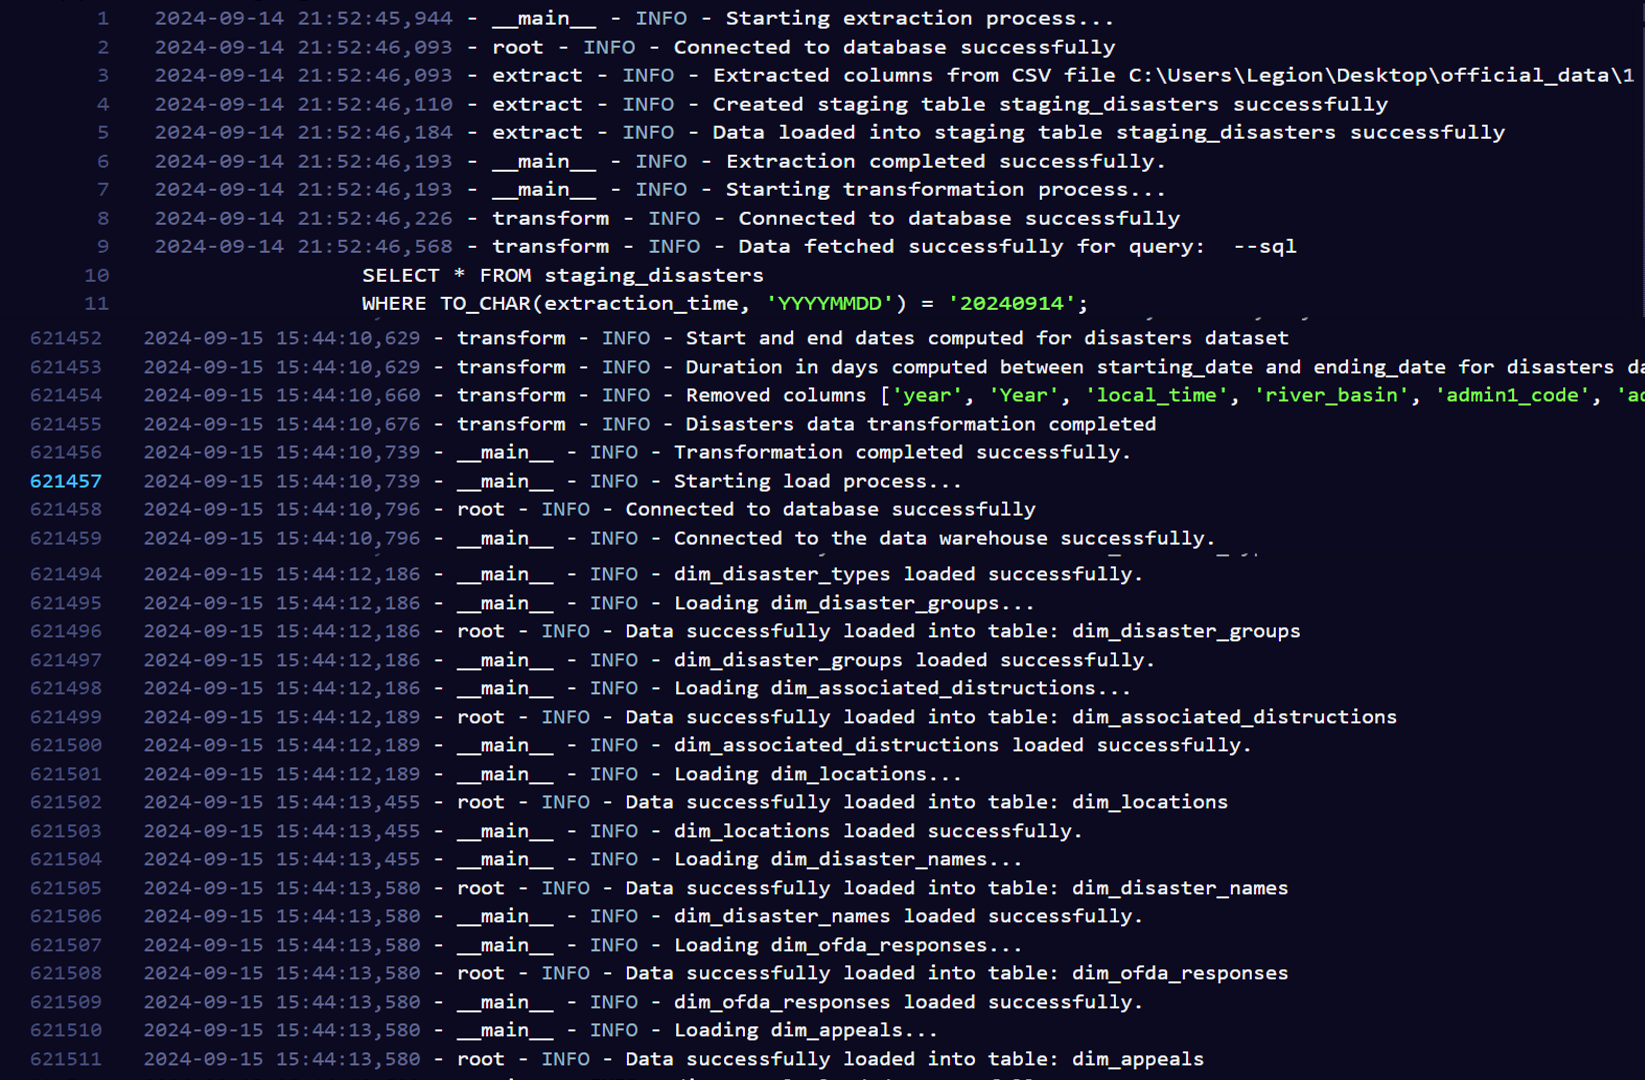 1 2024-09-14 21:52:45,944 - __main__ - INFO - Starting extraction process...
2 2024-09-14 21:52:46,093 - root - INFO - Connected to database successfully
3 2024-09-14 21:52:46,093 - extract - INFO - Extracted columns from CSV file C:\Users\Legion\Desktop\official_data\1
4 2024-09-14 21:52:46,110 - extract - INFO - Created staging table staging_disasters successfully
5 2024-09-14 21:52:46,184 - extract - INFO - Data loaded into staging table staging_disasters successfully
6 2024-09-14 21:52:46,193 - __main__ - INFO - Extraction completed successfully.
7 2024-09-14 21:52:46,193 - __main__ - INFO - Starting transformation process...
8 2024-09-14 21:52:46,226 - transform - INFO - Connected to database successfully
9 2024-09-14 21:52:46,568 - transform - INFO - Data fetched successfully for query:  --sql
10 SELECT * FROM staging_disasters
11 WHERE TO_CHAR(extraction_time, 'YYYYMMDD') = '20240914';
621452 2024-09-15 15:44:10,629 - transform - INFO - Start and end dates computed for disasters dataset
621453 2024-09-15 15:44:10,629 - transform - INFO - Duration in days computed between starting_date and ending_date for disasters da
621454 2024-09-15 15:44:10,660 - transform - INFO - Removed columns ['year', 'Year', 'local_time', 'river_basin', 'admin1_code', 'ad
621455 2024-09-15 15:44:10,676 - transform - INFO - Disasters data transformation completed
621456 2024-09-15 15:44:10,739 - __main__ - INFO - Transformation completed successfully.
621457 2024-09-15 15:44:10,739 - __main__ - INFO - Starting load process...
621458 2024-09-15 15:44:10,796 - root - INFO - Connected to database successfully
621459 2024-09-15 15:44:10,796 - __main__ - INFO - Connected to the data warehouse successfully.
621494 2024-09-15 15:44:12,186 - __main__ - INFO - dim_disaster_types loaded successfully.
621495 2024-09-15 15:44:12,186 - __main__ - INFO - Loading dim_disaster_groups...
621496 2024-09-15 15:44:12,186 - root - INFO - Data successfully loaded into table: dim_disaster_groups
621497 2024-09-15 15:44:12,186 - __main__ - INFO - dim_disaster_groups loaded successfully.
621498 2024-09-15 15:44:12,186 - __main__ - INFO - Loading dim_associated_distructions...
621499 2024-09-15 15:44:12,189 - root - INFO - Data successfully loaded into table: dim_associated_distructions
621500 2024-09-15 15:44:12,189 - __main__ - INFO - dim_associated_distructions loaded successfully.
621501 2024-09-15 15:44:12,189 - __main__ - INFO - Loading dim_locations...
621502 2024-09-15 15:44:13,455 - root - INFO - Data successfully loaded into table: dim_locations
621503 2024-09-15 15:44:13,455 - __main__ - INFO - dim_locations loaded successfully.
621504 2024-09-15 15:44:13,455 - __main__ - INFO - Loading dim_disaster_names...
621505 2024-09-15 15:44:13,580 - root - INFO - Data successfully loaded into table: dim_disaster_names
621506 2024-09-15 15:44:13,580 - __main__ - INFO - dim_disaster_names loaded successfully.
621507 2024-09-15 15:44:13,580 - __main__ - INFO - Loading dim_ofda_responses...
621508 2024-09-15 15:44:13,580 - root - INFO - Data successfully loaded into table: dim_ofda_responses
621509 2024-09-15 15:44:13,580 - __main__ - INFO - dim_ofda_responses loaded successfully.
621510 2024-09-15 15:44:13,580 - __main__ - INFO - Loading dim_appeals...
621511 2024-09-15 15:44:13,580 - root - INFO - Data successfully loaded into table: dim_appeals